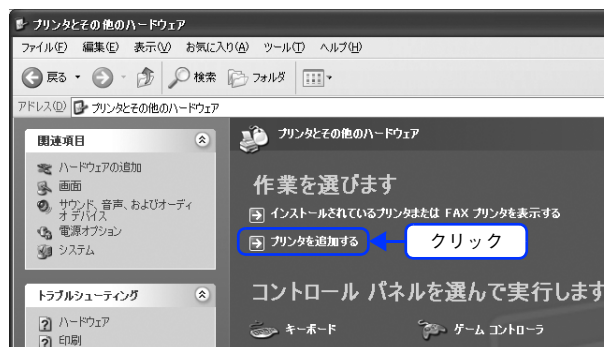 プリンタとその他のハードウェア
ファイル(F) 編集(E) 表示(V) お気に入り(A) ツール(T) ヘルプ(H)
戻る 検索 フォルダ
アドレス(D) プリンタとその他のハードウェア
関連項目
ハードウェアの追加
画面
サウンド、音声、およびオーディ
オ デバイス
電源オプション
システム
トラブルシューティング
ハードウェア
印刷
プリンタとその他のハードウェア
作業を選びます
インストールされているプリンタまたは FAX プリンタを表示する
プリンタを追加する
クリック
コントロール パネルを選んで実行します
キーボード
ゲーム コントローラ